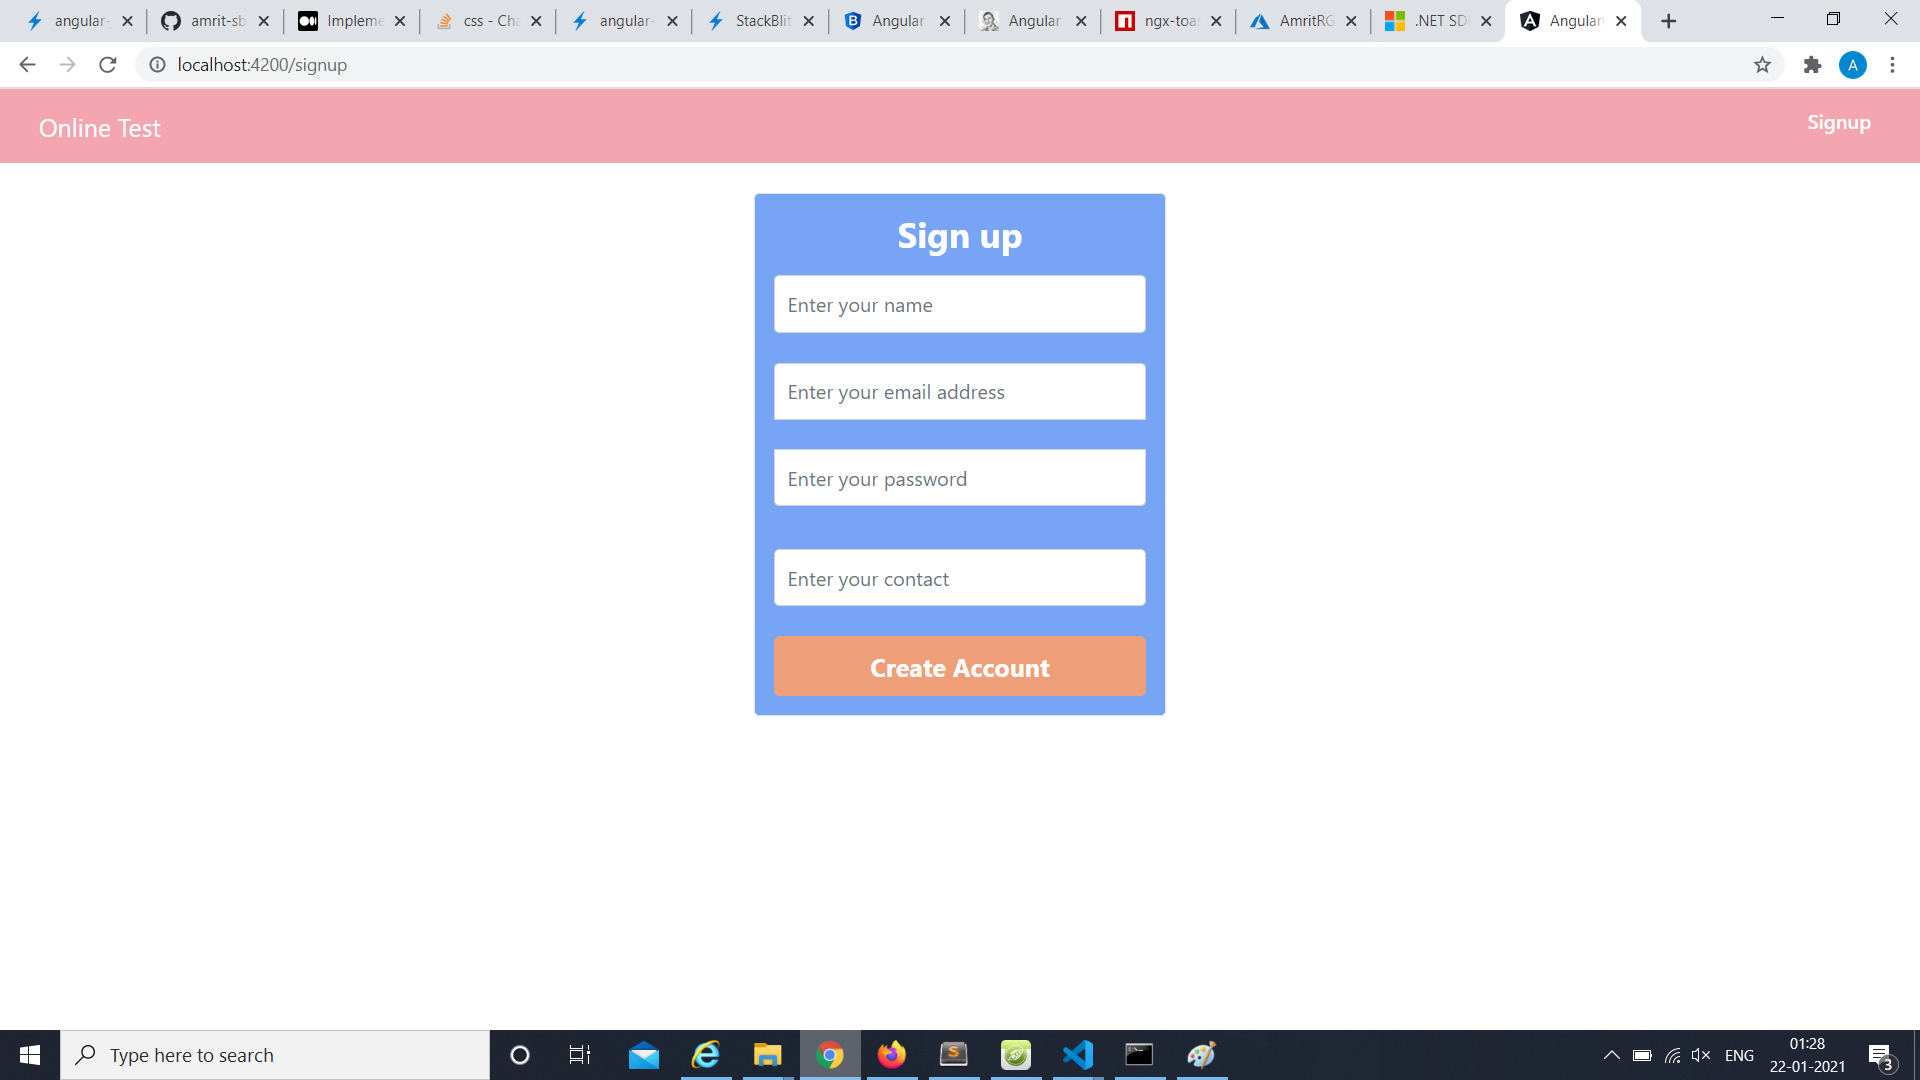 angular-
amrit-sb
Impleme
css - Cha
angular-
StackBlit
Angular
Angular
ngx-toas
AmritRG
.NET SDK
Angular
localhost:4200/signup
A
Online Test
Signup
Sign up
Enter your name
Enter your email address
Enter your password
Enter your contact
Create Account
Type here to search
ENG
01:28
22-01-2021
3